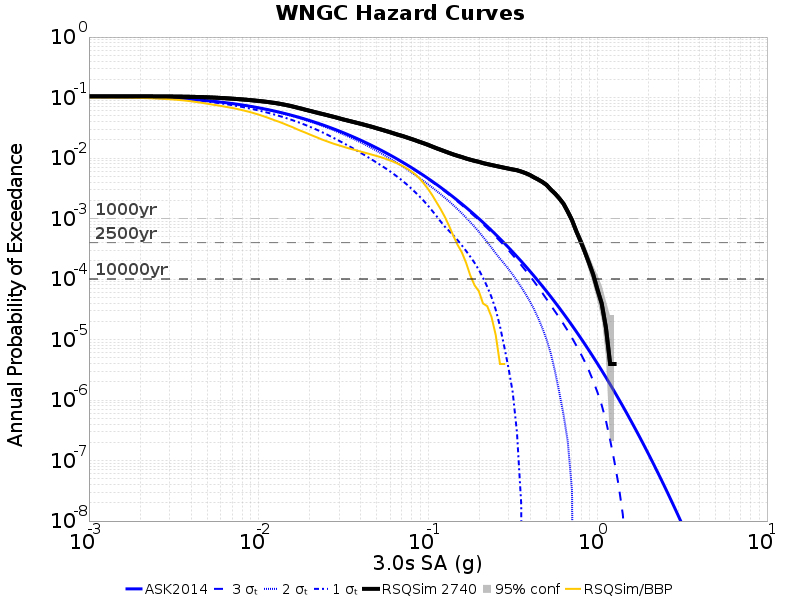 WNGC Hazard Curves
Annual Probability of Exceedance
10^0
10^-1
10^-2
10^-3
10^-4
10^-5
10^-6
10^-7
10^-8
1000yr
2500yr
10000yr
10^-3 10^-2 10^-1 10^0 10^1
3.0s SA (g)
ASK2014 3 σₜ 2 σₜ 1 σₜ RSQSim 2740 95% conf RSQSim/BBP